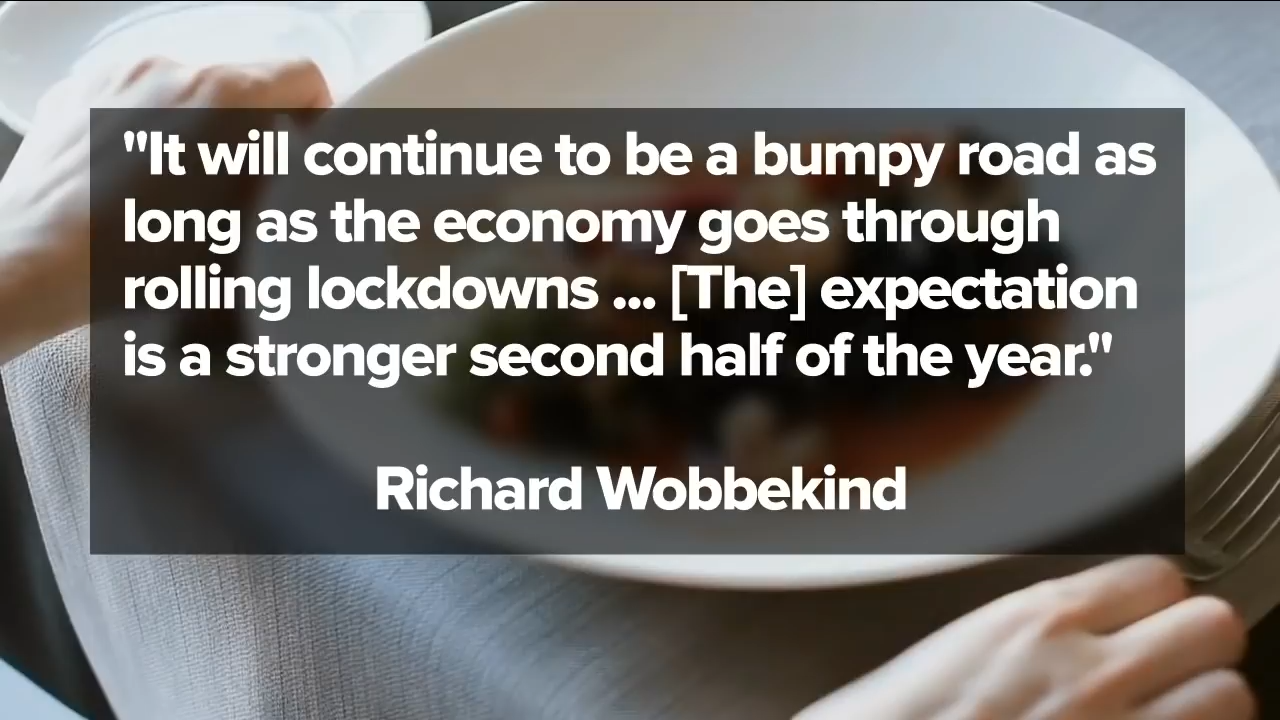 "It will continue to be a bumpy road as
long as the economy goes through
rolling lockdowns ... [The] expectation
is a stronger second half of the year."
Richard Wobbekind